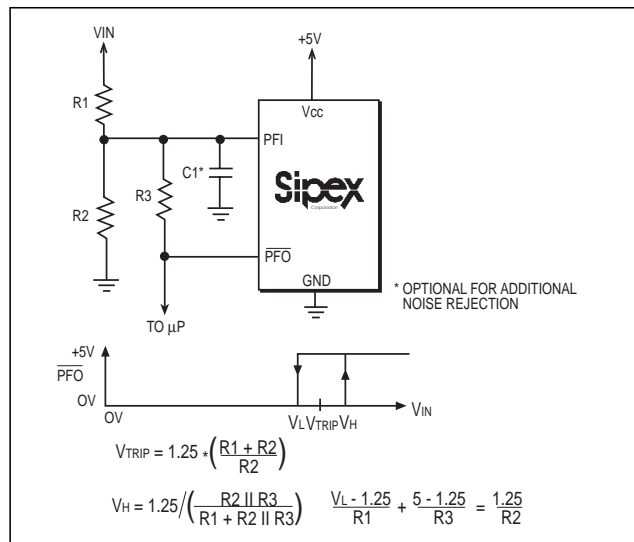 VIN
+5V
R1
Vcc
PFI
C1*
R3
R2
Sipex
Corporation
PFO
GND
* OPTIONAL FOR ADDITIONAL
NOISE REJECTION
TO μP
+5V
PFO
OV
OV
VL VTRIP VH
VIN
VTRIP = 1.25 * (R1 + R2 / R2)
VH = 1.25 / (R2 II R3 / R1 + R2 II R3) VL - 1.25 / R1 + 5 - 1.25 / R3 = 1.25 / R2